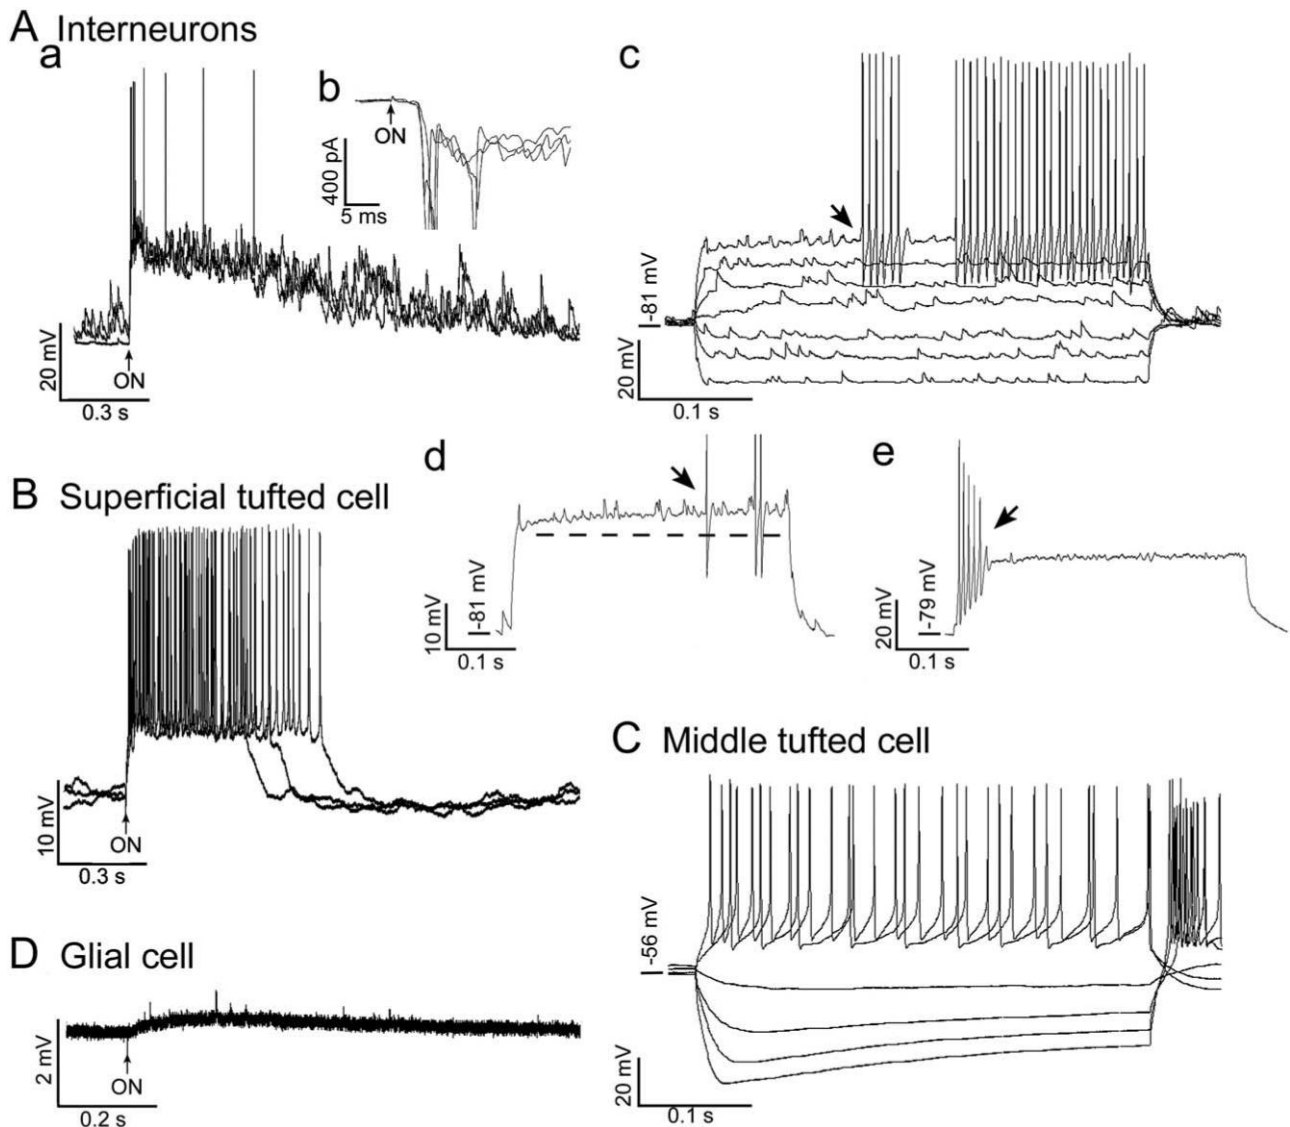 A Interneurons
a
b
ON
400 pA
5 ms
20 mV
ON
0.3 s
c
-81 mV
20 mV
0.1 s
d
-81 mV
10 mV
0.1 s
e
-79 mV
20 mV
0.1 s
B Superficial tufted cell
10 mV
ON
0.3 s
C Middle tufted cell
-56 mV
20 mV
0.1 s
D Glial cell
2 mV
ON
0.2 s